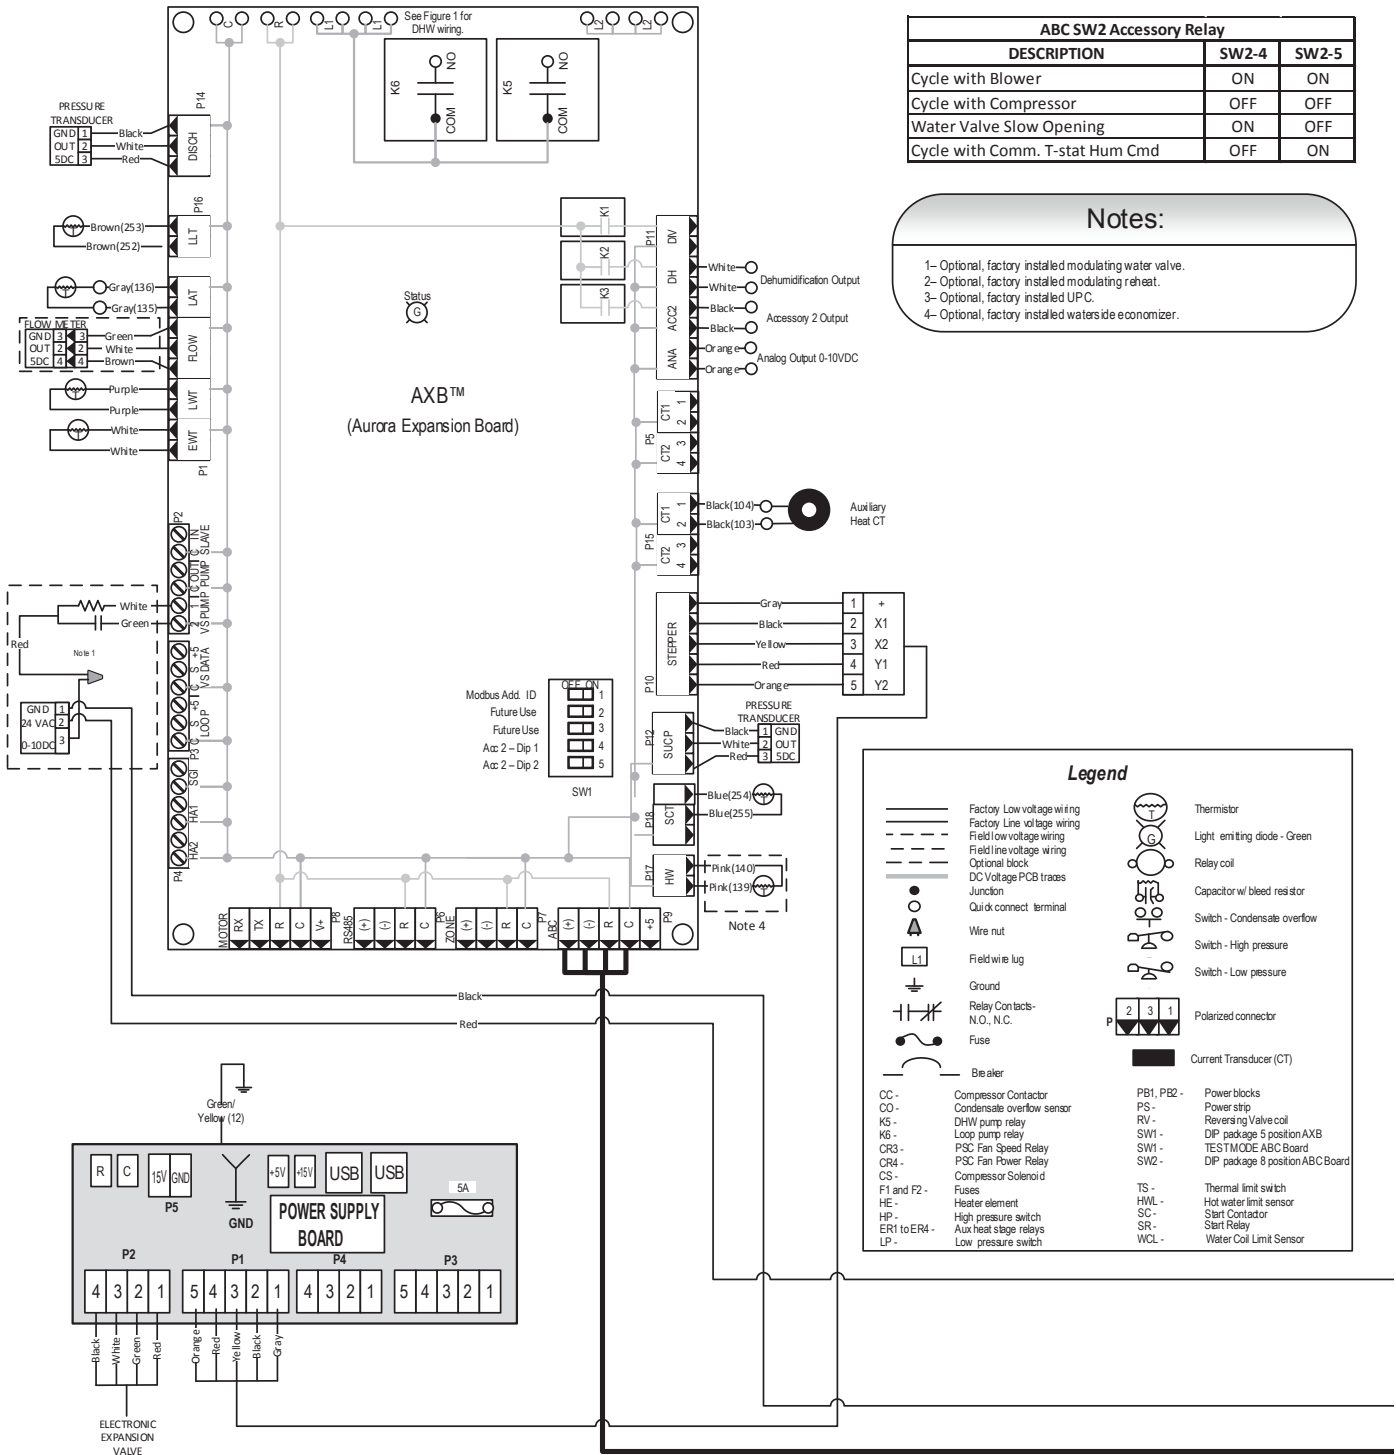 C
R
L1
L1
See Figure 1 for
DHW wiring.
L2
L2
K6
NO
COM
K5
NO
COM
ABC SW2 Accessory Relay
DESCRIPTION SW2-4 SW2-5
Cycle with Blower ON ON
Cycle with Compressor OFF OFF
Water Valve Slow Opening ON OFF
Cycle with Comm. T-stat Hum Cmd OFF ON
Notes:
1– Optional, factory installed modulating water valve.
2– Optional, factory installed modulating reheat.
3– Optional, factory installed UPC.
4– Optional, factory installed waterside economizer.
PRESSURE
TRANSDUCER
GND 1 Black
OUT 2 White
5DC 3 Red
P14
DISCH
P16
LLT
Brown(253)
Brown(252)
LAT
Gray(136)
Gray(135)
FLOW METER
GND 3 3 Green
OUT 2 2 White
5DC 4 4 Brown
FLOW
Purple
Purple
LWT
White
White
EWT
P1
Status
G
AXB™
(Aurora Expansion Board)
K1
K2
K3
P11
DIV
DH
ACC2
ANA
White
White
Dehumidification Output
Black
Black
Accessory 2 Output
Orange
Orange
Analog Output 0-10VDC
P5
CT1 1 2
CT2 3 4
P15
CT1 1 2
CT2 3 4
Black(104)
Black(103)
Auxiliary
Heat CT
P10
STEPPER
Gray 1 +
Black 2 X1
Yellow 3 X2
Red 4 Y1
Orange 5 Y2
P2
SLAVE
C IN
PUMP
C OUT
VS PUMP
2 1
VS DATA
C S +5
LOOP
C S +5
P3
SGI
HA1
HA2
P4
White
Green
Red
Note 1
GND 1
24 VAC 2
0-10DC 3
OFF ON
Modbus Add. ID 1
Future Use 2
Future Use 3
Acc 2 – Dip 1 4
Acc 2 – Dip 2 5
SW1
PRESSURE
TRANSDUCER
Black 1 GND
White 2 OUT
Red 3 5DC
P12
SUCP
Blue(254)
Blue(255)
P18
SCT
P17
HW
Pink(140)
Pink(139)
Note 4
MOTOR RX TX R C V+ P8
RS485 (+) (-) R C P6
ZONE (+) (-) R C P7
ABC (+) (-) R C +5 P9
Black
Red
Legend
Factory Low voltage wiring
Factory Line voltage wiring
Field low voltage wiring
Field line voltage wiring
Optional block
DC Voltage PCB traces
Junction
Quick connect terminal
Wire nut
L1 Field wire lug
Ground
Relay Contacts-
N.O., N.C.
Fuse
Breaker
T Thermistor
G Light emitting diode - Green
Relay coil
Capacitor w/ bleed resistor
Switch - Condensate overflow
Switch - High pressure
Switch - Low pressure
P 2 3 1 Polarized connector
Current Transducer (CT)
CC - Compressor Contactor
CO - Condensate overflow sensor
K5 - DHW pump relay
K6 - Loop pump relay
CR3 - PSC Fan Speed Relay
CR4 - PSC Fan Power Relay
CS - Compressor Solenoid
F1 and F2 - Fuses
HE - Heater element
HP - High pressure switch
ER1 to ER4 - Aux heat stage relays
LP - Low pressure switch
PB1, PB2 - Power blocks
PS - Power strip
RV - Reversing Valve coil
SW1 - DIP package 5 position AXB
SW1 - TEST MODE ABC Board
SW2 - DIP package 8 position ABC Board
TS - Thermal limit switch
HWL - Hot water limit sensor
SC - Start Contactor
SR - Start Relay
WCL - Water Coil Limit Sensor
Green/
Yellow (12)
R C 15V GND
P5
GND
+5V +15V USB USB
5A
POWER SUPPLY
BOARD
P2 P1 P4 P3
4 3 2 1
5 4 3 2 1
4 3 2 1
5 4 3 2 1
Black
White
Green
Red
Orange
Red
Yellow
Black
Gray
ELECTRONIC
EXPANSION
VALVE